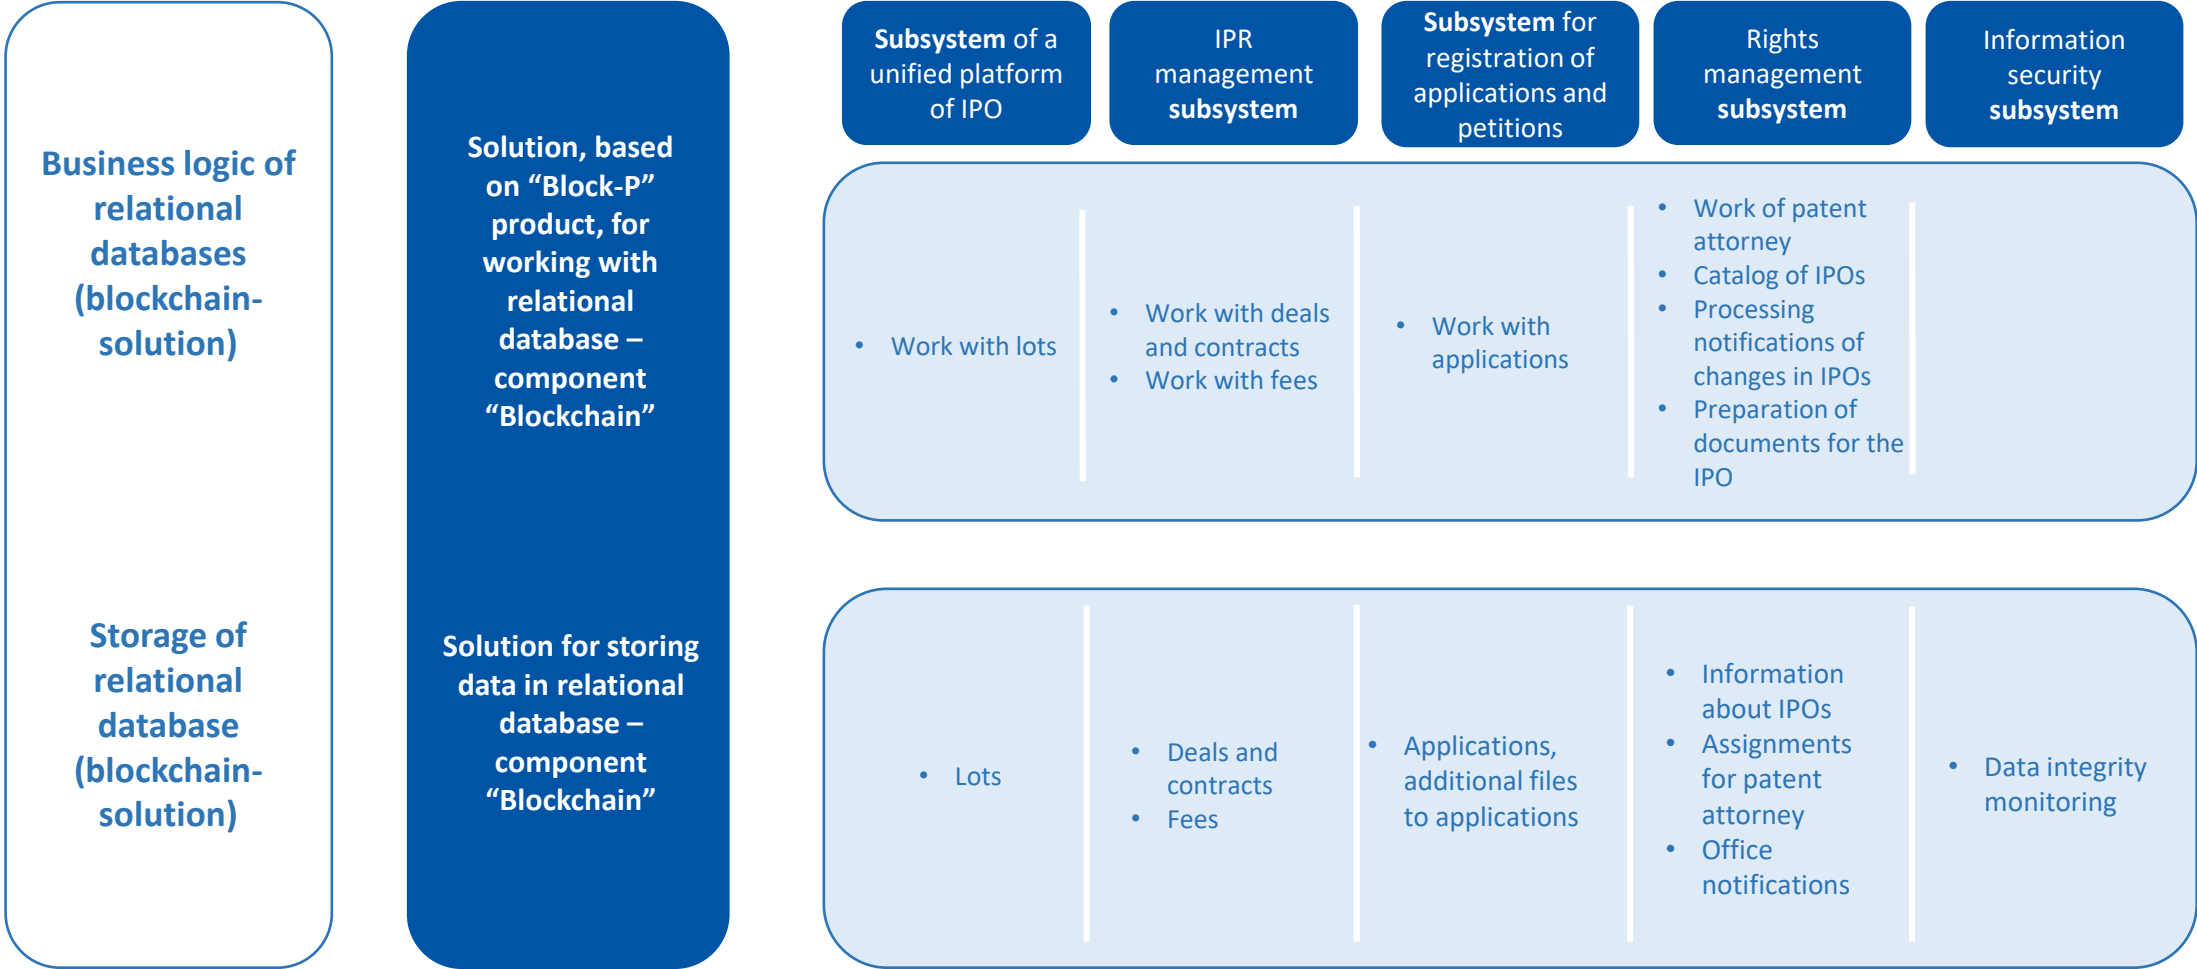 Business logic of
relational
databases
(blockchain-
solution)
Storage of
relational
database
(blockchain-
solution)
Solution, based
on “Block-P”
product, for
working with
relational
database –
component
“Blockchain”
Solution for storing
data in relational
database –
component
“Blockchain”
Subsystem of a
unified platform
of IPO
IPR
management
subsystem
Subsystem for
registration of
applications and
petitions
Rights
management
subsystem
Information
security
subsystem
• Work with lots
• Work with deals
and contracts
• Work with fees
• Work with
applications
• Work of patent
attorney
• Catalog of IPOs
• Processing
notifications of
changes in IPOs
• Preparation of
documents for the
IPO
• Lots
• Deals and
contracts
• Fees
• Applications,
additional files
to applications
• Information
about IPOs
• Assignments
for patent
attorney
• Office
notifications
• Data integrity
monitoring